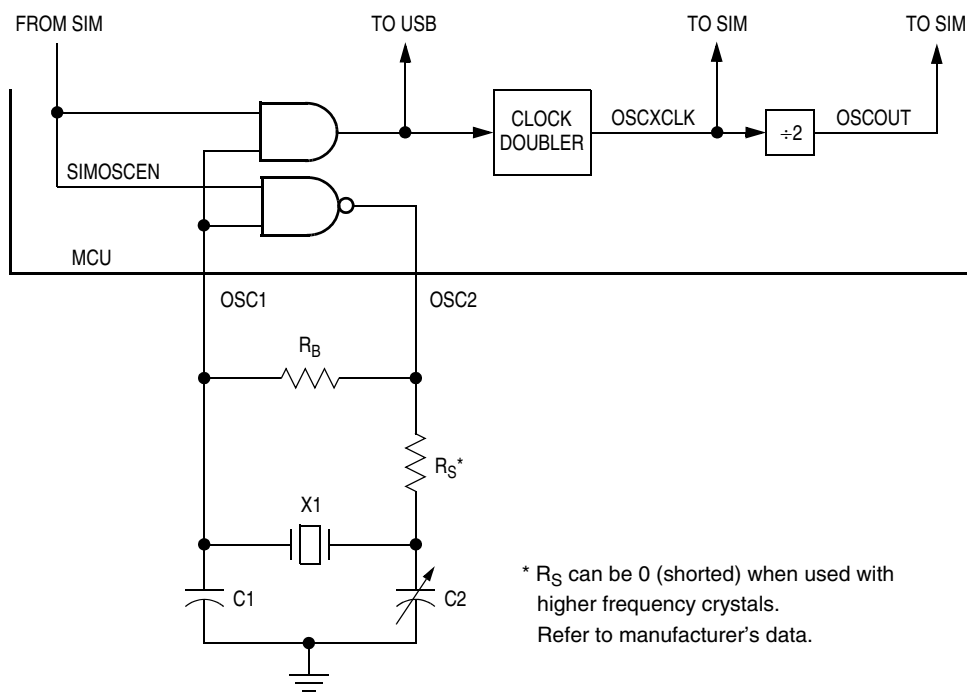 FROM SIM
TO USB
TO SIM
TO SIM
CLOCK
DOUBLER
OSCXCLK
÷2
OSCOUT
SIMOSCEN
MCU
OSC1
OSC2
RB
RS*
X1
C1
C2
* RS can be 0 (shorted) when used with
higher frequency crystals.
Refer to manufacturer's data.